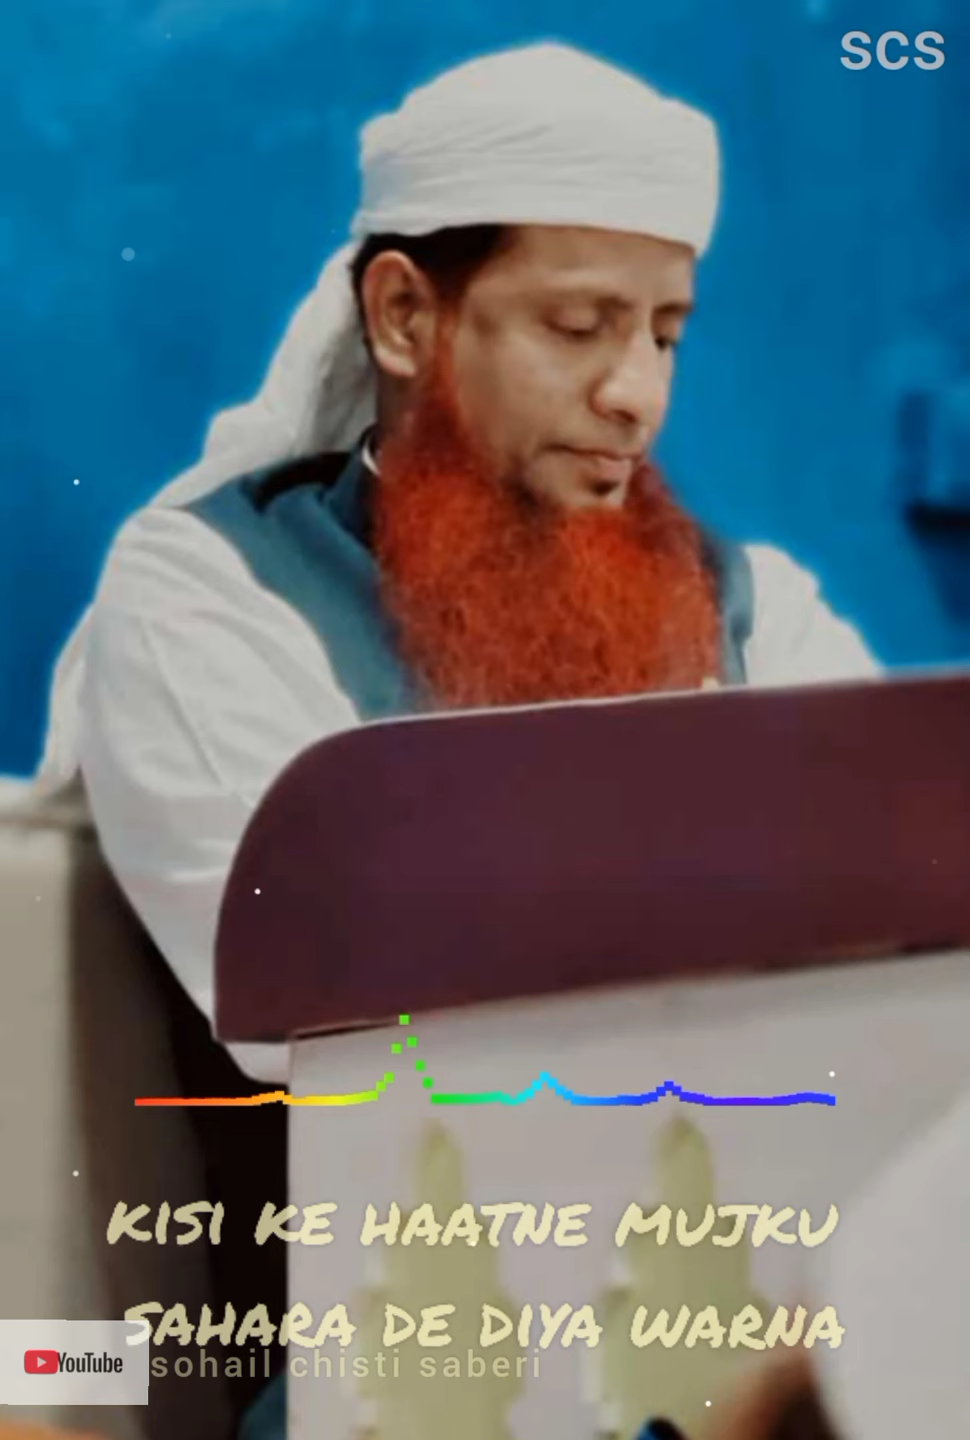 SCS
KISI KE HAATNE MUJKU
SAHARA DE DIYA WARNA
YouTube sohail chisti saberi